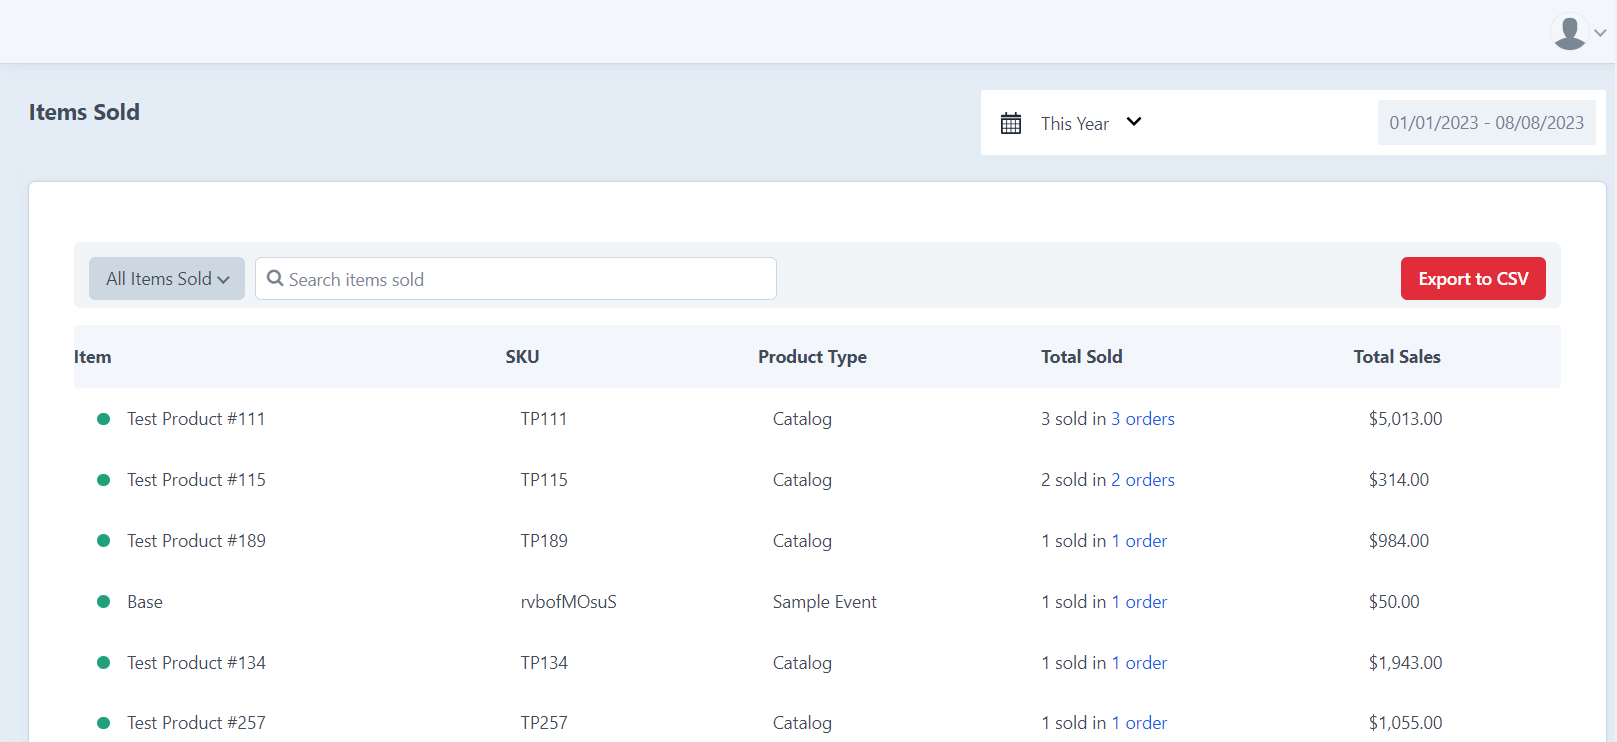 Items Sold
This Year 01/01/2023 - 08/08/2023
All Items Sold Search items sold Export to CSV
Item SKU Product Type Total Sold Total Sales
Test Product #111 TP111 Catalog 3 sold in 3 orders $5,013.00
Test Product #115 TP115 Catalog 2 sold in 2 orders $314.00
Test Product #189 TP189 Catalog 1 sold in 1 order $984.00
Base rvbofMOsuS Sample Event 1 sold in 1 order $50.00
Test Product #134 TP134 Catalog 1 sold in 1 order $1,943.00
Test Product #257 TP257 Catalog 1 sold in 1 order $1,055.00